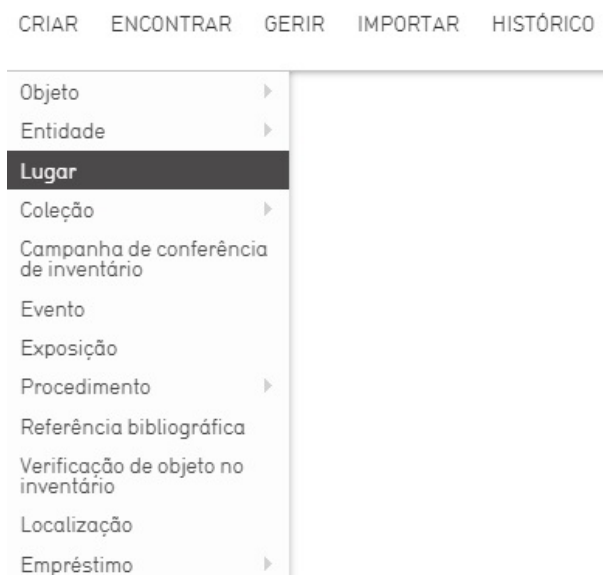 CRIAR ENCONTRAR GERIR IMPORTAR HISTÓRICO
Objeto
Entidade
Lugar
Coleção
Campanha de conferência
de inventário
Evento
Exposição
Procedimento
Referência bibliográfica
Verificação de objeto no
inventário
Localização
Empréstimo